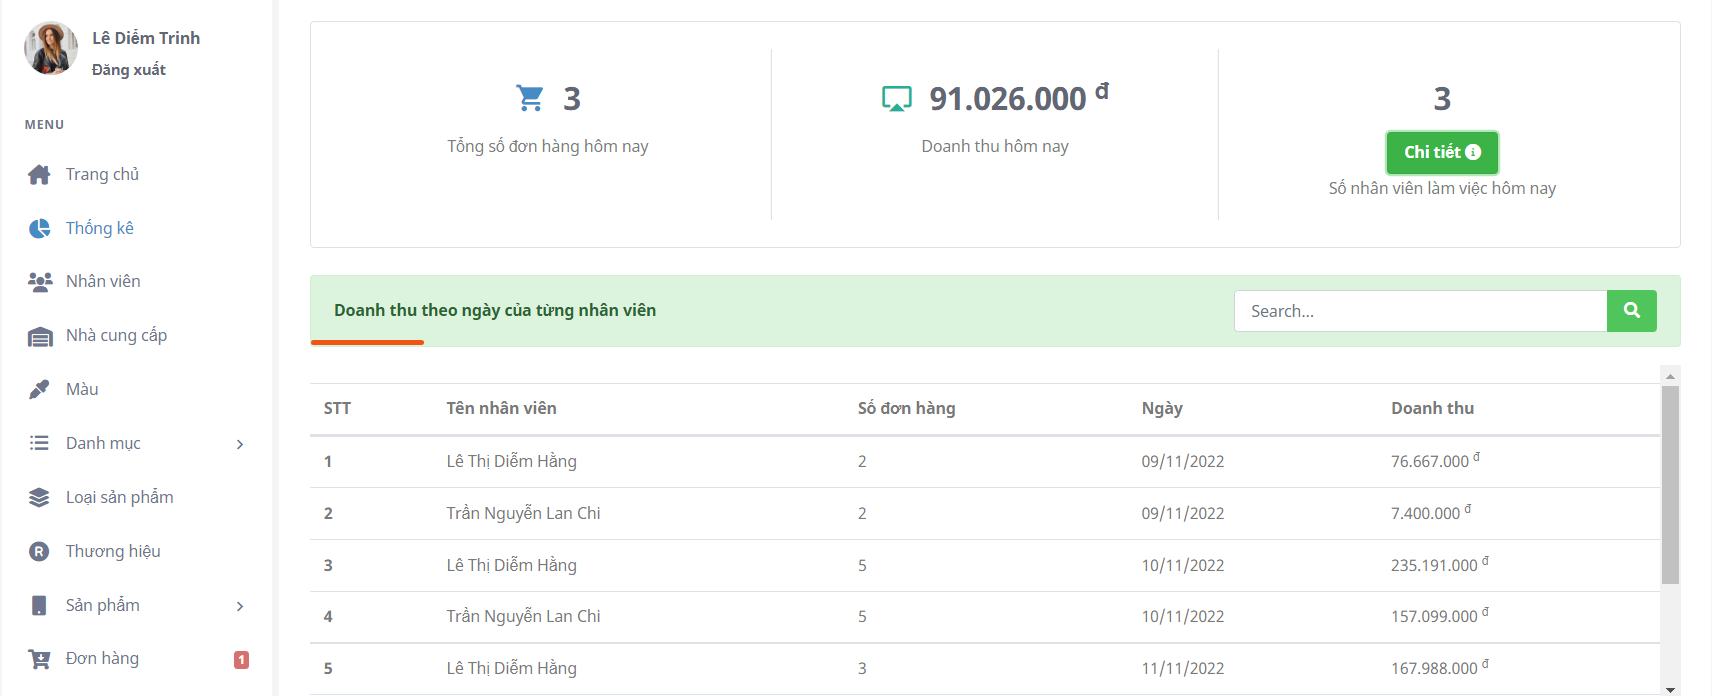 Lê Diễm Trinh
Đăng xuất
MENU
Trang chủ
Thống kê
Nhân viên
Nhà cung cấp
Màu
Danh mục
Loại sản phẩm
R Thương hiệu
Sản phẩm
Đơn hàng 1
3
Tổng số đơn hàng hôm nay
91.026.000 đ
Doanh thu hôm nay
3
Chi tiết
Số nhân viên làm việc hôm nay
Doanh thu theo ngày của từng nhân viên
Search...
STT Tên nhân viên Số đơn hàng Ngày Doanh thu
1 Lê Thị Diễm Hằng 2 09/11/2022 76.667.000 đ
2 Trần Nguyễn Lan Chi 2 09/11/2022 7.400.000 đ
3 Lê Thị Diễm Hằng 5 10/11/2022 235.191.000 đ
4 Trần Nguyễn Lan Chi 5 10/11/2022 157.099.000 đ
5 Lê Thị Diễm Hằng 3 11/11/2022 167.988.000 đ